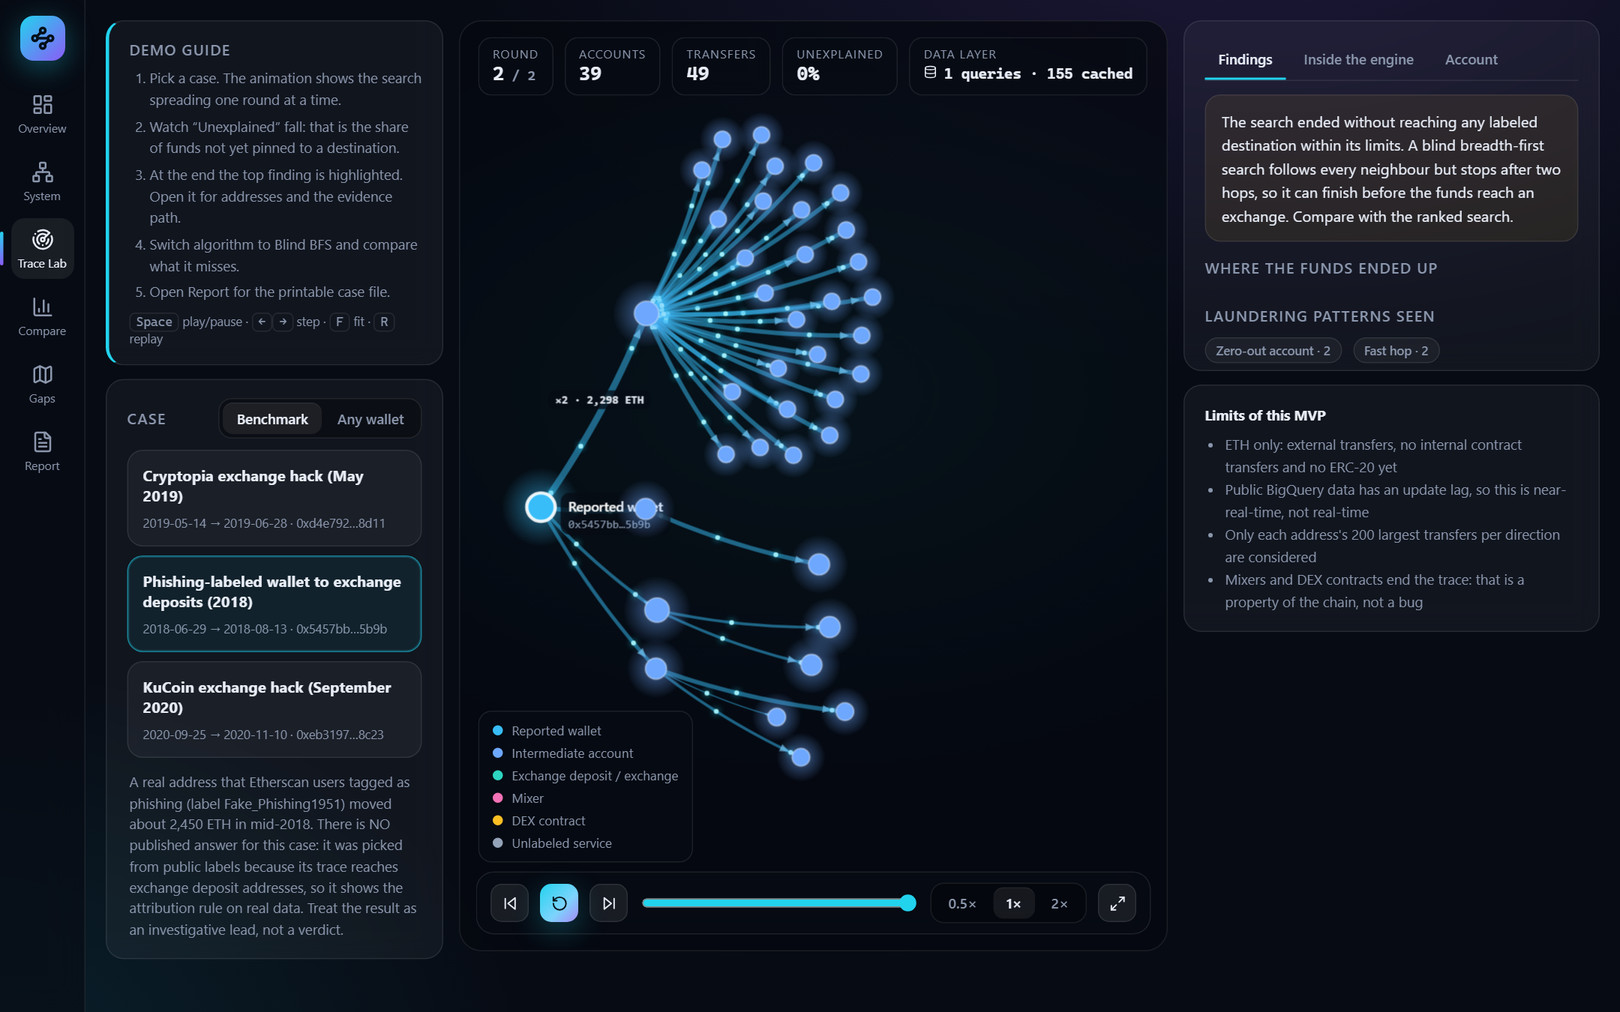 Overview
System
Trace Lab
Compare
Gaps
Report
DEMO GUIDE
1. Pick a case. The animation shows the search
spreading one round at a time.
2. Watch "Unexplained" fall: that is the share
of funds not yet pinned to a destination.
3. At the end the top finding is highlighted.
Open it for addresses and the evidence
path.
4. Switch algorithm to Blind BFS and compare
what it misses.
5. Open Report for the printable case file.
Space play/pause · ← → step · F fit · R
replay
CASE
Benchmark
Any wallet
Cryptopia exchange hack (May
2019)
2019-05-14 → 2019-06-28 · 0xd4e792...8d11
Phishing-labeled wallet to exchange
deposits (2018)
2018-06-29 → 2018-08-13 · 0x5457bb...5b9b
KuCoin exchange hack (September
2020)
2020-09-25 → 2020-11-10 · 0xeb3197...8c23
A real address that Etherscan users tagged as
phishing (label Fake_Phishing1951) moved
about 2,450 ETH in mid-2018. There is NO
published answer for this case: it was picked
from public labels because its trace reaches
exchange deposit addresses, so it shows the
attribution rule on real data. Treat the result as
an investigative lead, not a verdict.
ROUND
2 / 2
ACCOUNTS
39
TRANSFERS
49
UNEXPLAINED
0%
DATA LAYER
1 queries · 155 cached
×2 · 2,298 ETH
Reported wallet
0x5457bb…5b9b
Reported wallet
Intermediate account
Exchange deposit / exchange
Mixer
DEX contract
Unlabeled service
0.5×
1×
2×
Findings
Inside the engine
Account
The search ended without reaching any labeled
destination within its limits. A blind breadth-first
search follows every neighbour but stops after two
hops, so it can finish before the funds reach an
exchange. Compare with the ranked search.
WHERE THE FUNDS ENDED UP
LAUNDERING PATTERNS SEEN
Zero-out account · 2
Fast hop · 2
Limits of this MVP
• ETH only: external transfers, no internal contract
transfers and no ERC-20 yet
• Public BigQuery data has an update lag, so this is near-
real-time, not real-time
• Only each address's 200 largest transfers per direction
are considered
• Mixers and DEX contracts end the trace: that is a
property of the chain, not a bug